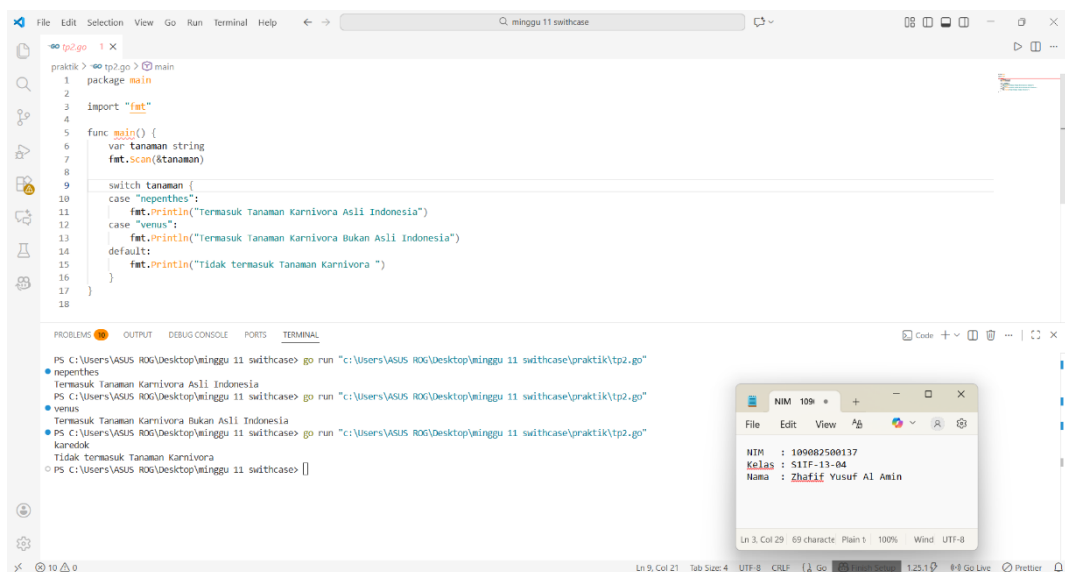 File Edit Selection View Go Run Terminal Help
minggu 11 swithcase
tp2.go 1
praktik > tp2.go > main
1 package main
2
3 import "fmt"
4
5 func main() {
6 var tanaman string
7 fmt.Scan(&tanaman)
8
9 switch tanaman {
10 case "nepenthes":
11 fmt.Println("Termasuk Tanaman Karnivora Asli Indonesia")
12 case "venus":
13 fmt.Println("Termasuk Tanaman Karnivora Bukan Asli Indonesia")
14 default:
15 fmt.Println("Tidak termasuk Tanaman Karnivora ")
16 }
17 }
18
PROBLEMS 10 OUTPUT DEBUG CONSOLE PORTS TERMINAL
Code
PS C:\Users\ASUS ROG\Desktop\minggu 11 swithcase> go run "c:\Users\ASUS ROG\Desktop\minggu 11 swithcase\praktik\tp2.go"
nepenthes
Termasuk Tanaman Karnivora Asli Indonesia
PS C:\Users\ASUS ROG\Desktop\minggu 11 swithcase> go run "c:\Users\ASUS ROG\Desktop\minggu 11 swithcase\praktik\tp2.go"
venus
Termasuk Tanaman Karnivora Bukan Asli Indonesia
PS C:\Users\ASUS ROG\Desktop\minggu 11 swithcase> go run "c:\Users\ASUS ROG\Desktop\minggu 11 swithcase\praktik\tp2.go"
karedok
Tidak termasuk Tanaman Karnivora
PS C:\Users\ASUS ROG\Desktop\minggu 11 swithcase>
NIM 109
File Edit View
NIM : 109082500137
Kelas : S1IF-13-04
Nama : Zhafif Yusuf Al Amin
Ln 3, Col 29 69 characte Plain t 100% Wind UTF-8
10 0
Ln 9, Col 21 Tab Size: 4 UTF-8 CRLF Go Finish Setup 1.25.1 Go Live Prettier